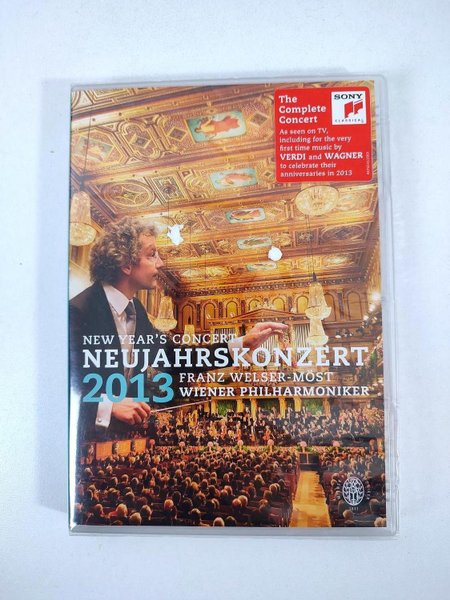 The
Complete
Concert
As seen on TV,
including for the very
first time music by
VERDI and WAGNER
to celebrate their
anniversaries in 2013
SONY
CLASSICAL
NEW YEAR'S CONCERT
NEUJAHRSKONZERT
2013 FRANZ WELSER-MÖST
WIENER PHILHARMONIKER